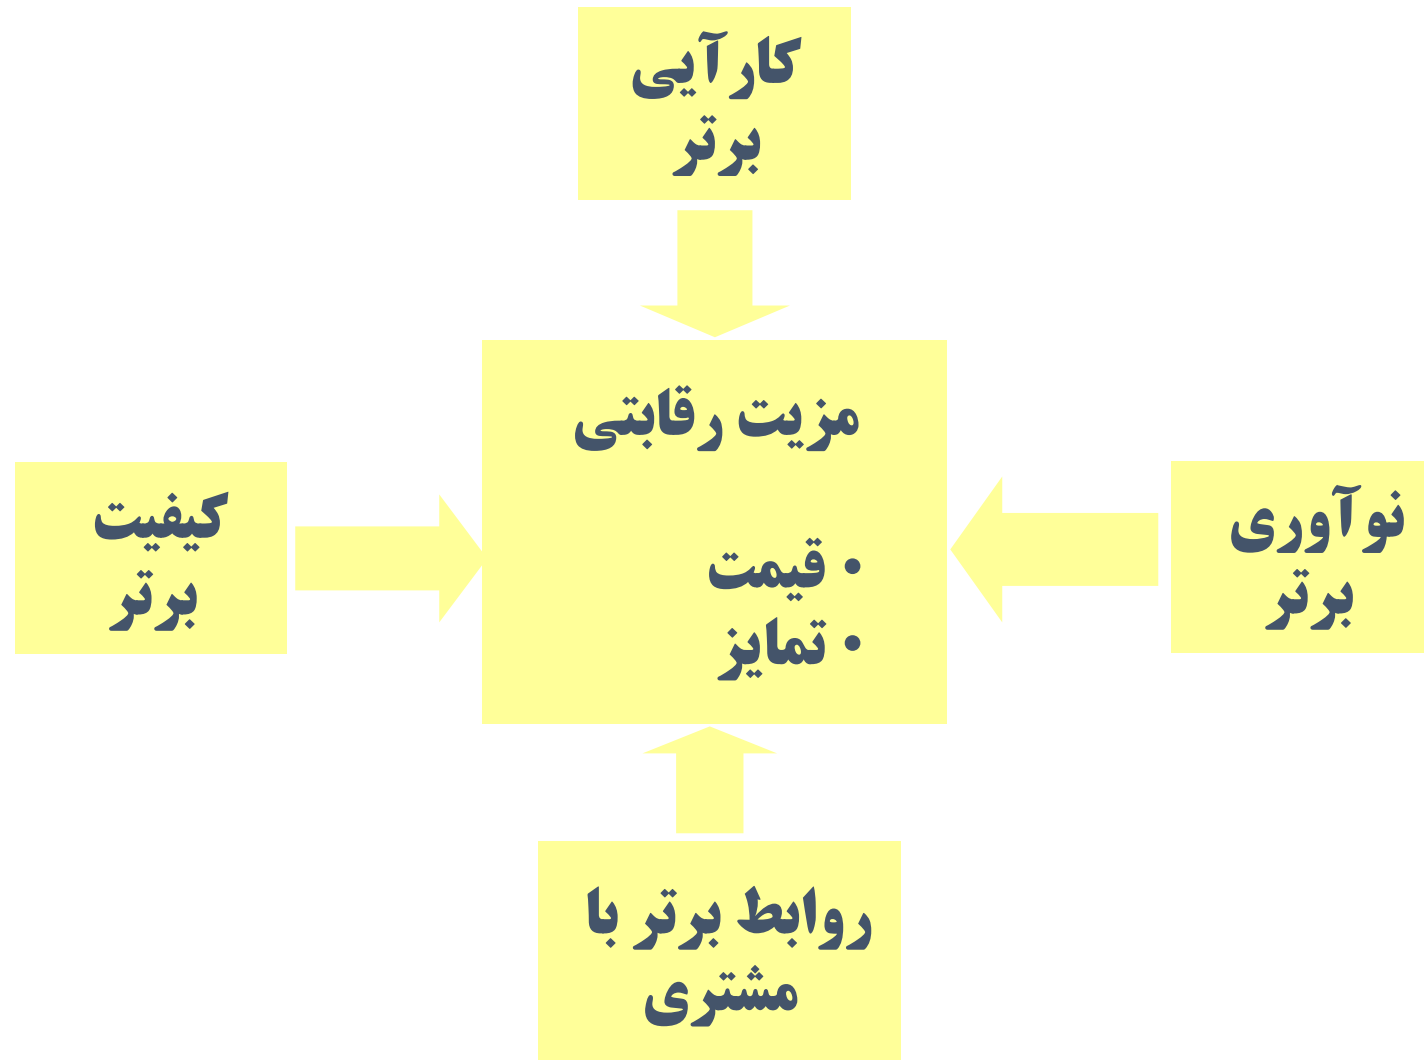 کارآیی
برتر
مزیت رقابتی
• قیمت
• تمایز
نوآوری
برتر
کیفیت
برتر
روابط برتر با
مشتری